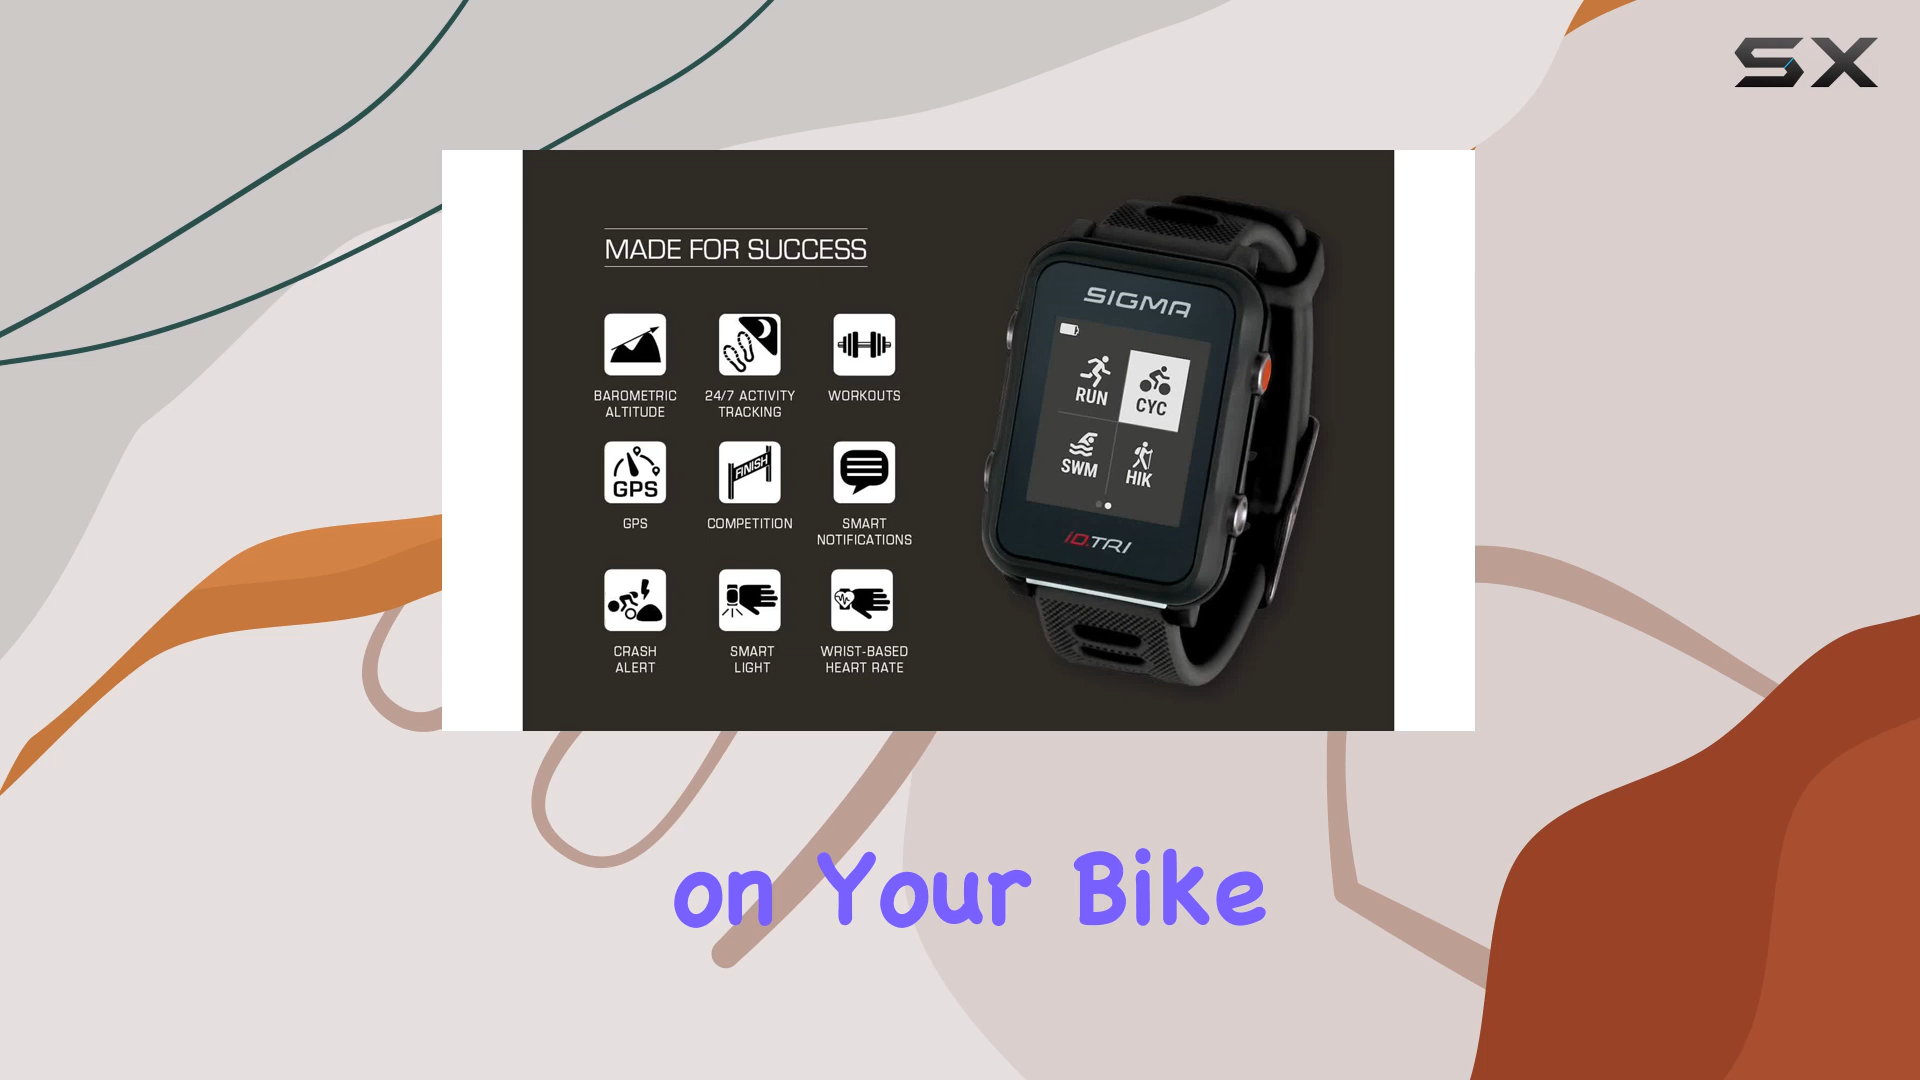 SX
MADE FOR SUCCESS
BAROMETRIC
ALTITUDE
24/7 ACTIVITY
TRACKING
WORKOUTS
GPS
GPS
FINISH
COMPETITION
SMART
NOTIFICATIONS
CRASH
ALERT
SMART
LIGHT
WRIST-BASED
HEART RATE
SIGMA
RUN
CYC
SWM
HIK
iD.TRI
on Your Bike